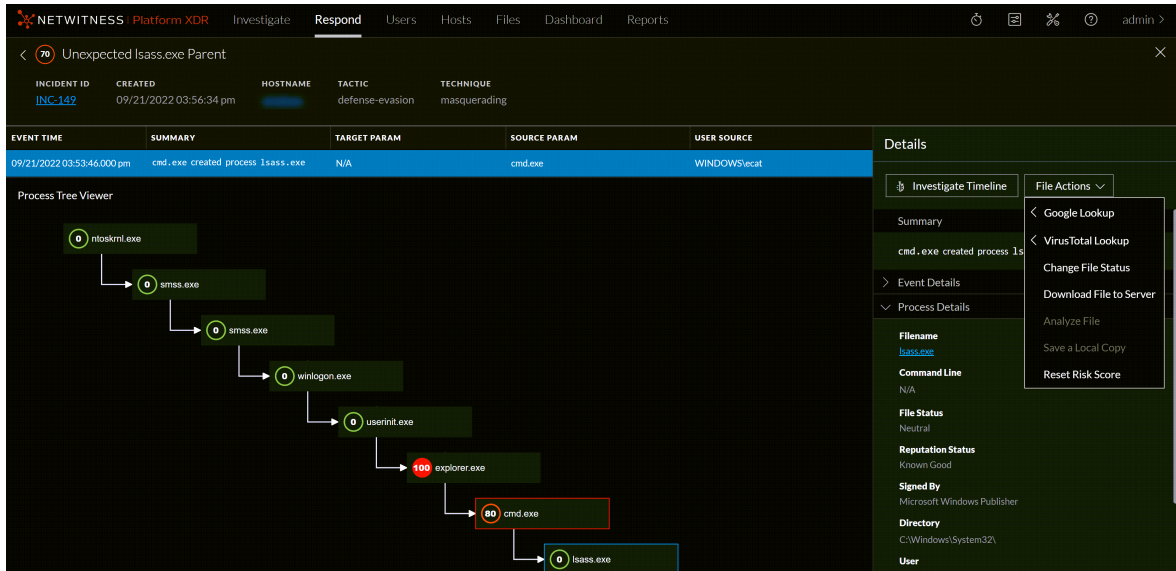 NETWITNESS Platform XDR Investigate Respond Users Hosts Files Dashboard Reports admin >
70 Unexpected lsass.exe Parent
INCIDENT ID CREATED HOSTNAME TACTIC TECHNIQUE
INC-149 09/21/2022 03:56:34 pm defense-evasion masquerading
EVENT TIME SUMMARY TARGET PARAM SOURCE PARAM USER SOURCE
09/21/2022 03:53:46.000 pm cmd.exe created process lsass.exe N/A cmd.exe WINDOWS\ecat
Process Tree Viewer
0 ntoskrnl.exe
0 smss.exe
0 smss.exe
0 winlogon.exe
0 userinit.exe
100 explorer.exe
80 cmd.exe
0 lsass.exe
Details
Investigate Timeline File Actions
Google Lookup
VirusTotal Lookup
Change File Status
Download File to Server
Analyze File
Save a Local Copy
Reset Risk Score
Summary
cmd.exe created process ls
Event Details
Process Details
Filename
lsass.exe
Command Line
N/A
File Status
Neutral
Reputation Status
Known Good
Signed By
Microsoft Windows Publisher
Directory
C:\Windows\System32\
User